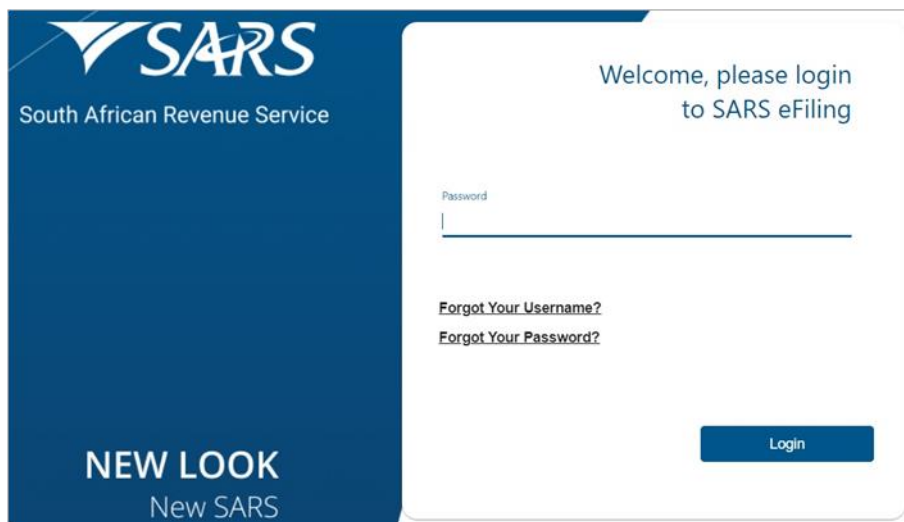 SARS
South African Revenue Service
NEW LOOK
New SARS
Welcome, please login
to SARS eFiling
Password
Forgot Your Username?
Forgot Your Password?
Login